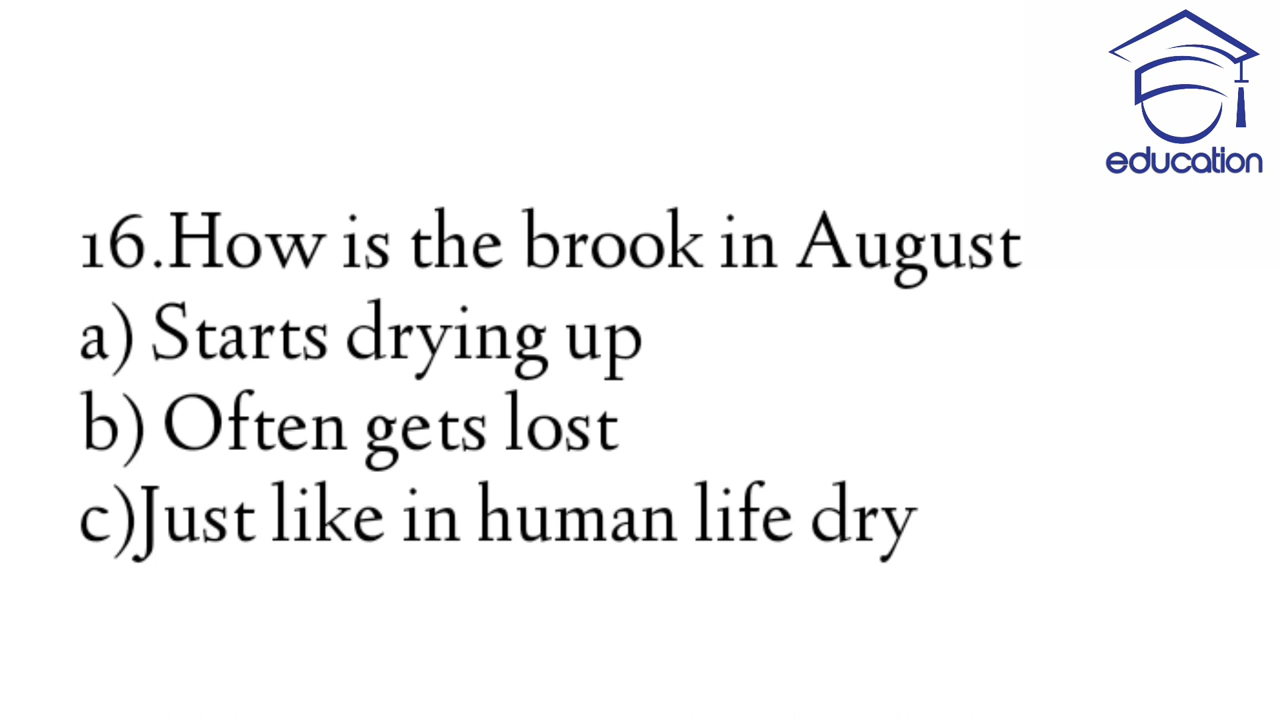 education
16.How is the brook in August
a) Starts drying up
b) Often gets lost
c)Just like in human life dry